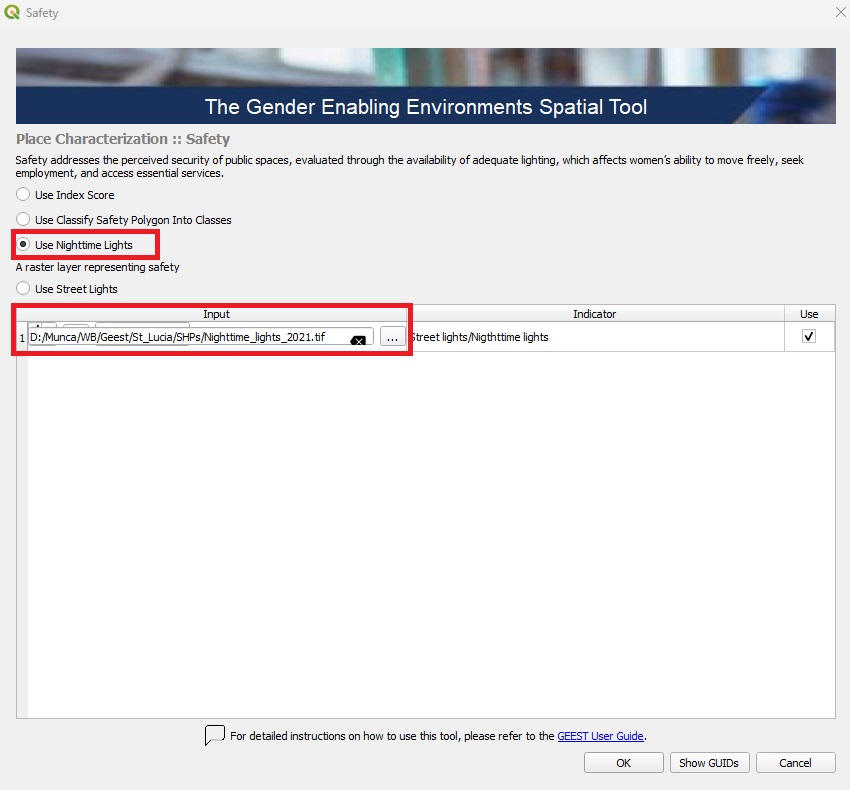 Safety
The Gender Enabling Environments Spatial Tool
Place Characterization :: Safety
Safety addresses the perceived security of public spaces, evaluated through the availability of adequate lighting, which affects women's ability to move freely, seek
employment, and access essential services.
Use Index Score
Use Classify Safety Polygon Into Classes
Use Nighttime Lights
A raster layer representing safety
Use Street Lights
Input Indicator Use
1 D:/Munca/WB/Geest/St_Lucia/SHPs/Nighttime_lights_2021.tif ... Street lights/Nigthttime lights
For detailed instructions on how to use this tool, please refer to the GEEST User Guide.
OK Show GUIDs Cancel